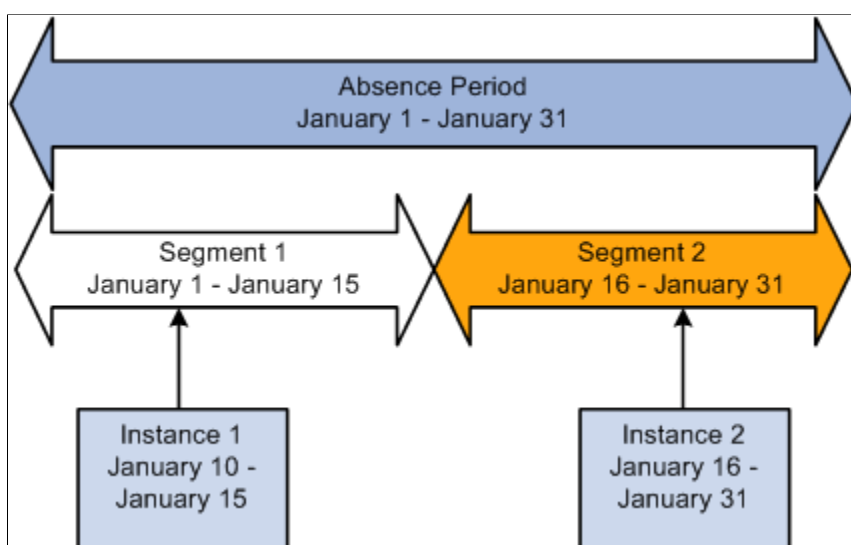 Absence Period
January 1 - January 31
Segment 1
January 1 - January 15
Segment 2
January 16 - January 31
Instance 1
January 10 -
January 15
Instance 2
January 16 -
January 31